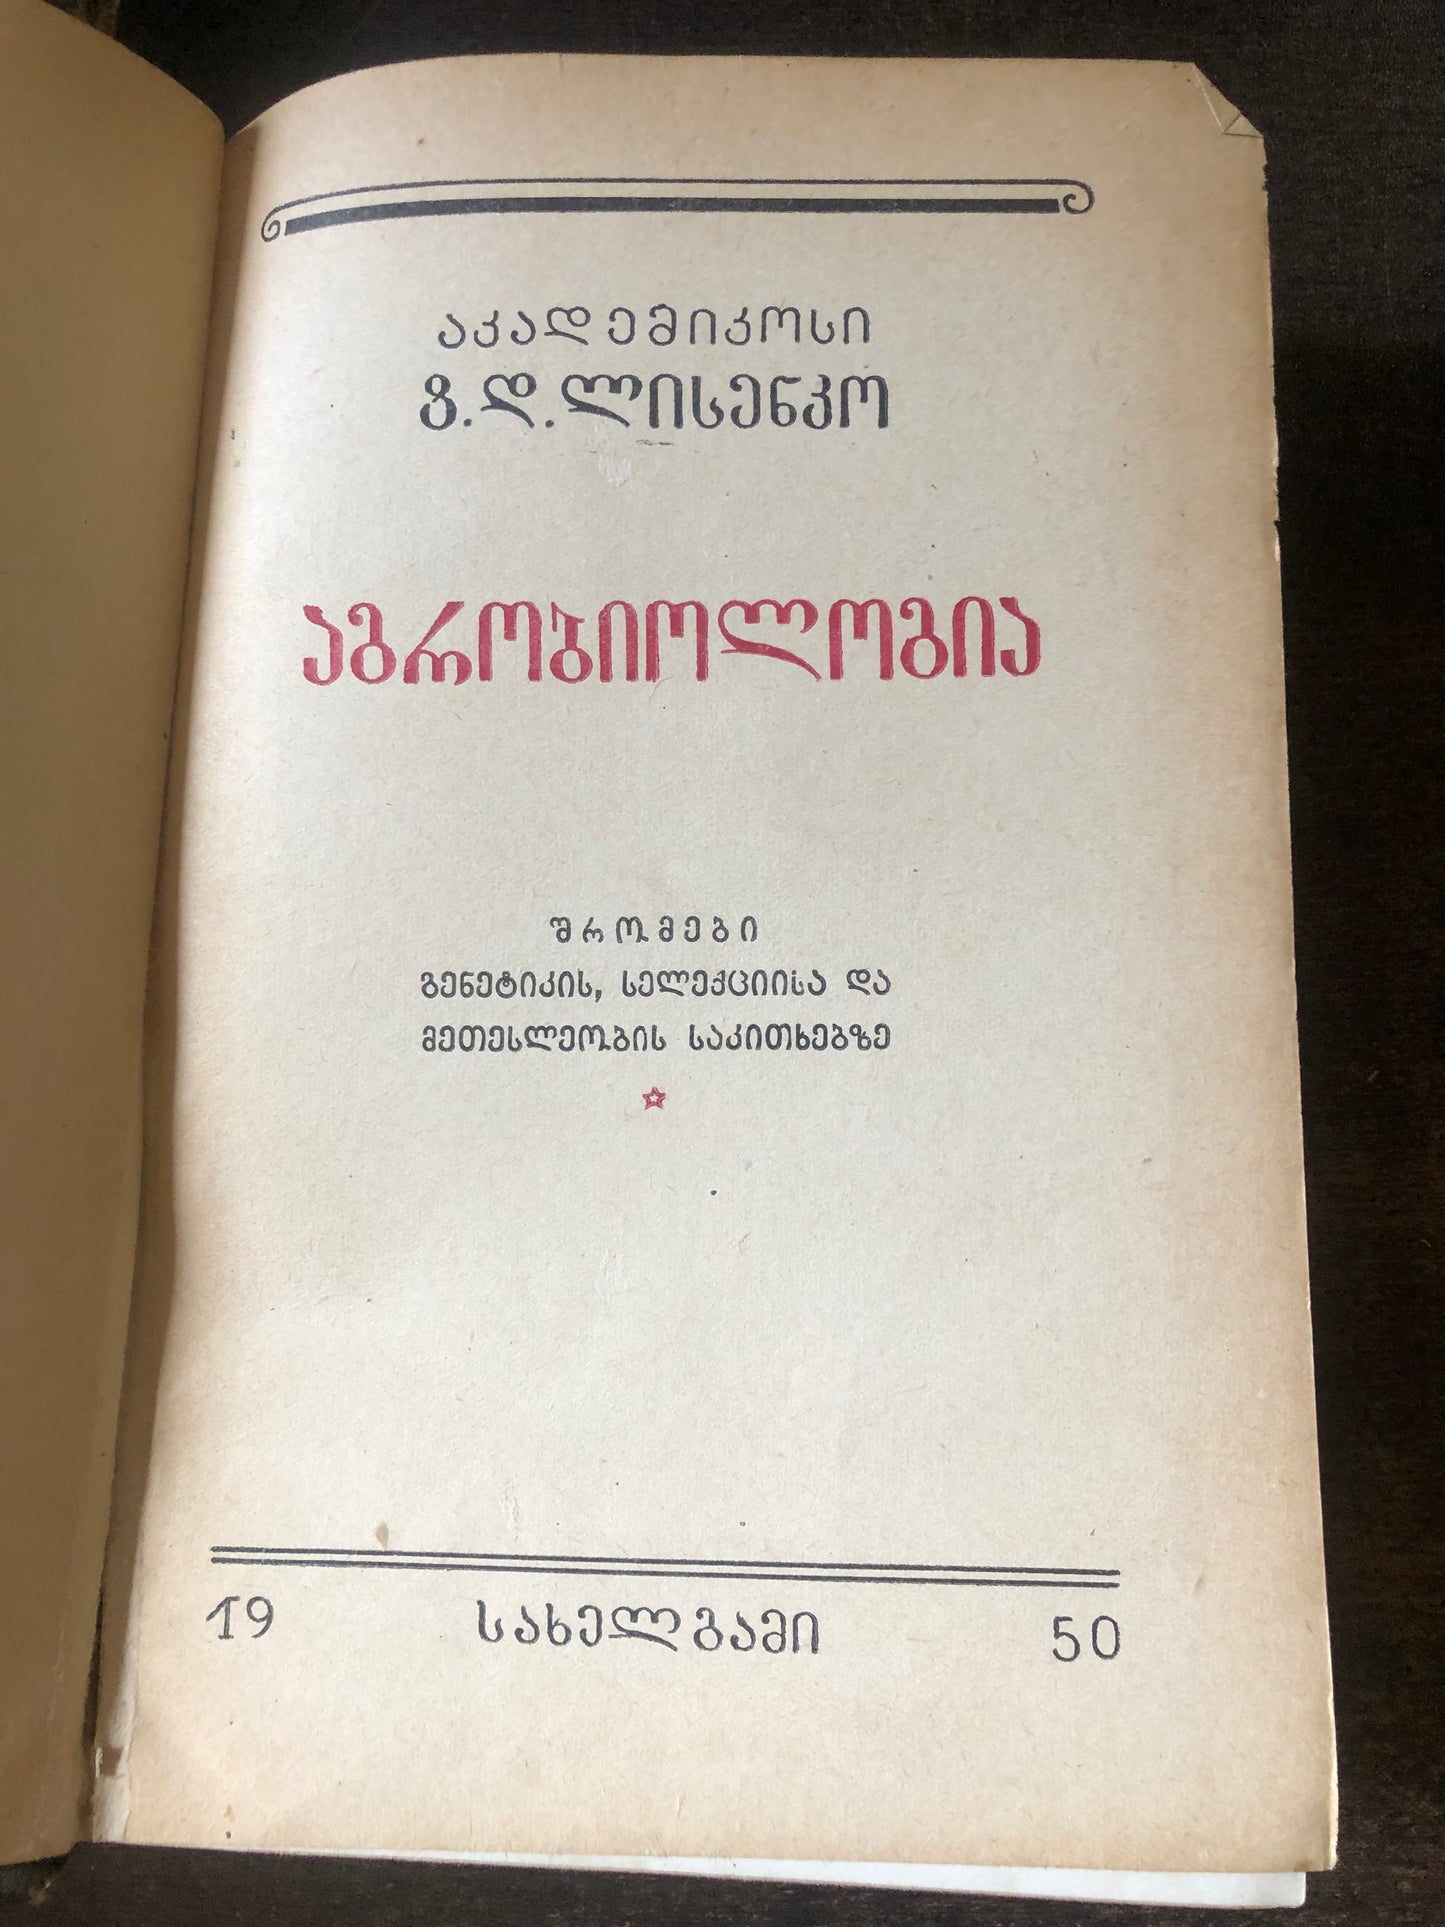 აკადემიკოსი
ტ. დ. ლისენკო
აგრობიოლოგია
შრომები
გენეტიკის, სელექციისა და
მეთესლეობის საკითხებზე
19 სახელგამი 50